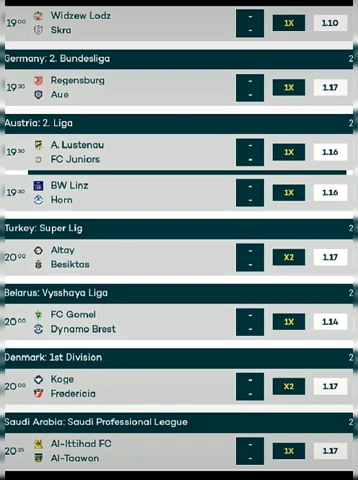 19 00 Widzew Lodz - 1X 1.10
Skra -
Germany: 2. Bundesliga 2
19 30 Regensburg - 1X 1.17
Aue -
Austria: 2. Liga 2
19 30 A. Lustenau - 1X 1.16
FC Juniors -
19 30 BW Linz - 1X 1.16
Horn -
Turkey: Super Lig 2
20 00 Altay - X2 1.17
Besiktas -
Belarus: Vysshaya Liga 2
20 00 FC Gomel - 1X 1.14
Dynamo Brest -
Denmark: 1st Division 2
20 00 Koge - X2 1.17
Fredericia -
Saudi Arabia: Saudi Professional League 2
20 25 Al-Ittihad FC - 1X 1.17
Al-Taawon -